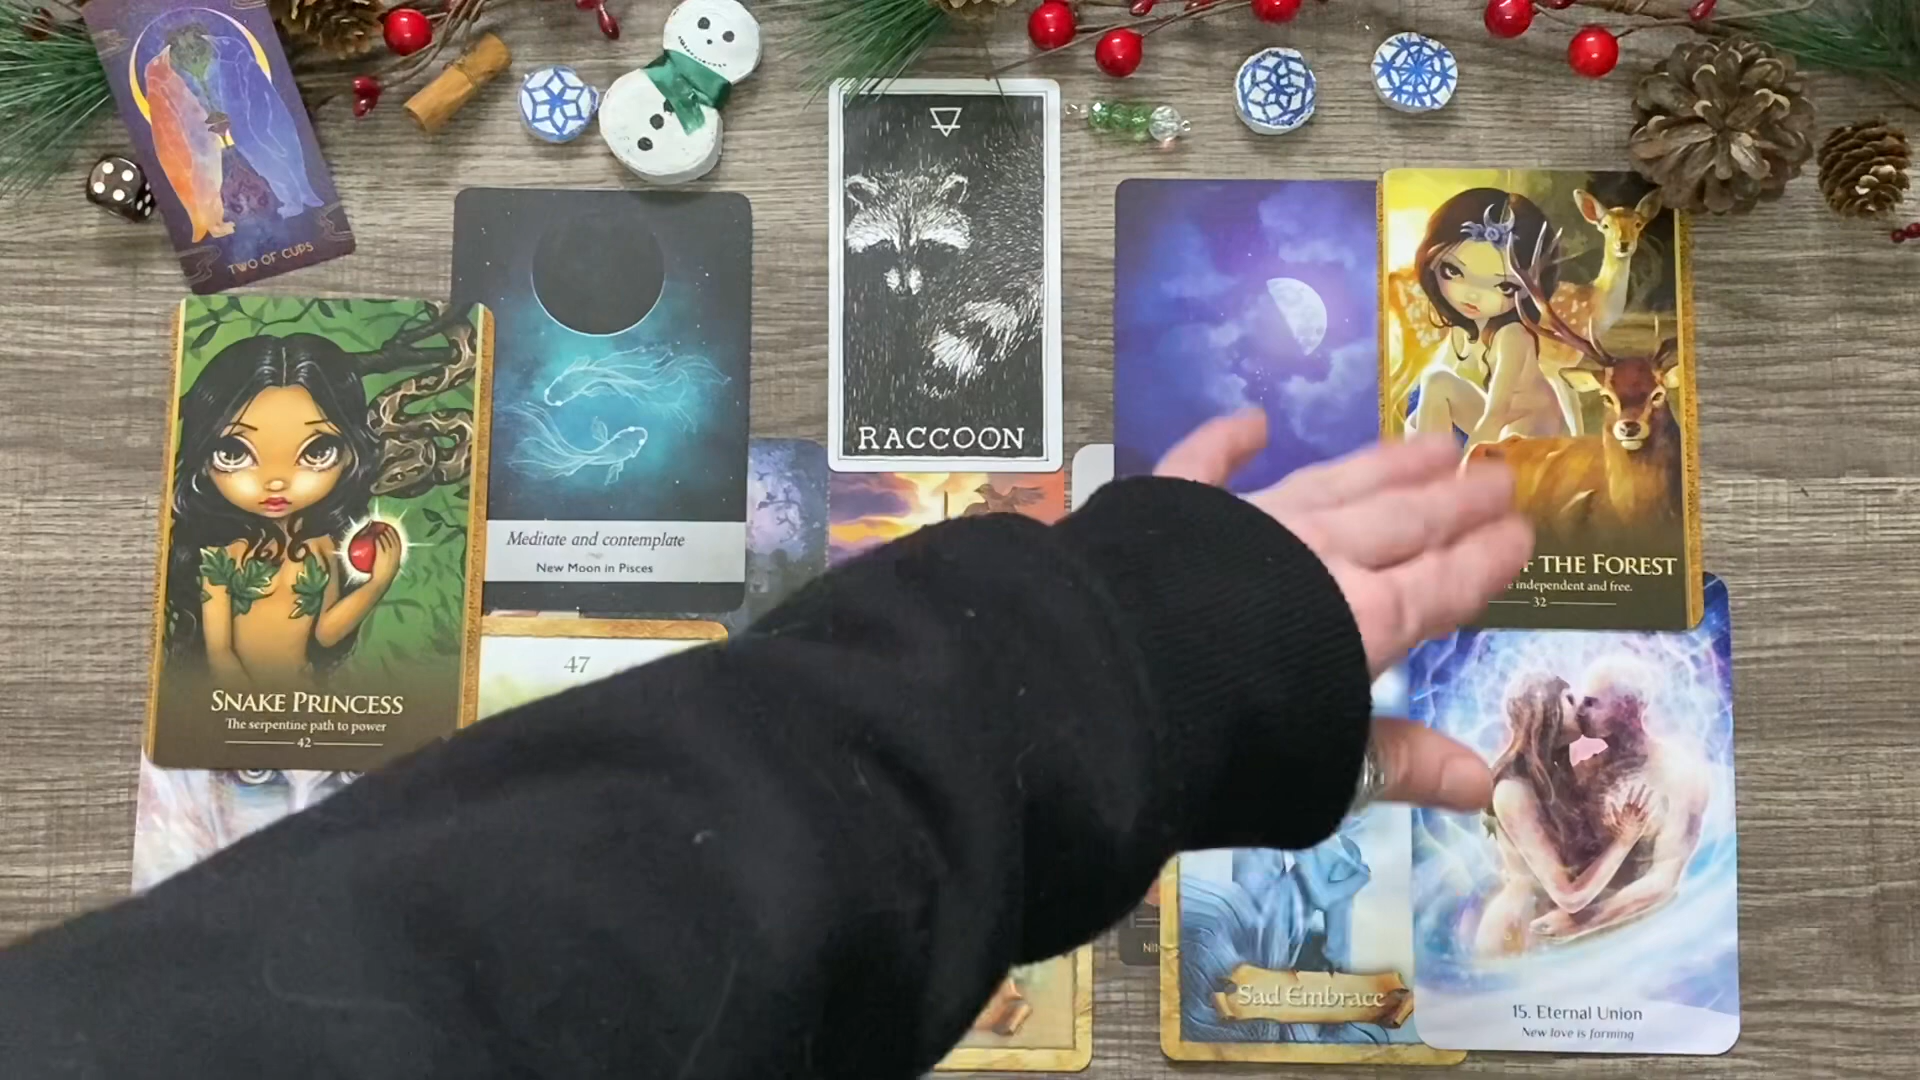 TWO OF CUPS
RACCOON
Meditate and contemplate
New Moon in Pisces
THE FOREST
independent and free.
32
47
SNAKE PRINCESS
The serpentine path to power
42
Sad Embrace
15. Eternal Union
New love is forming